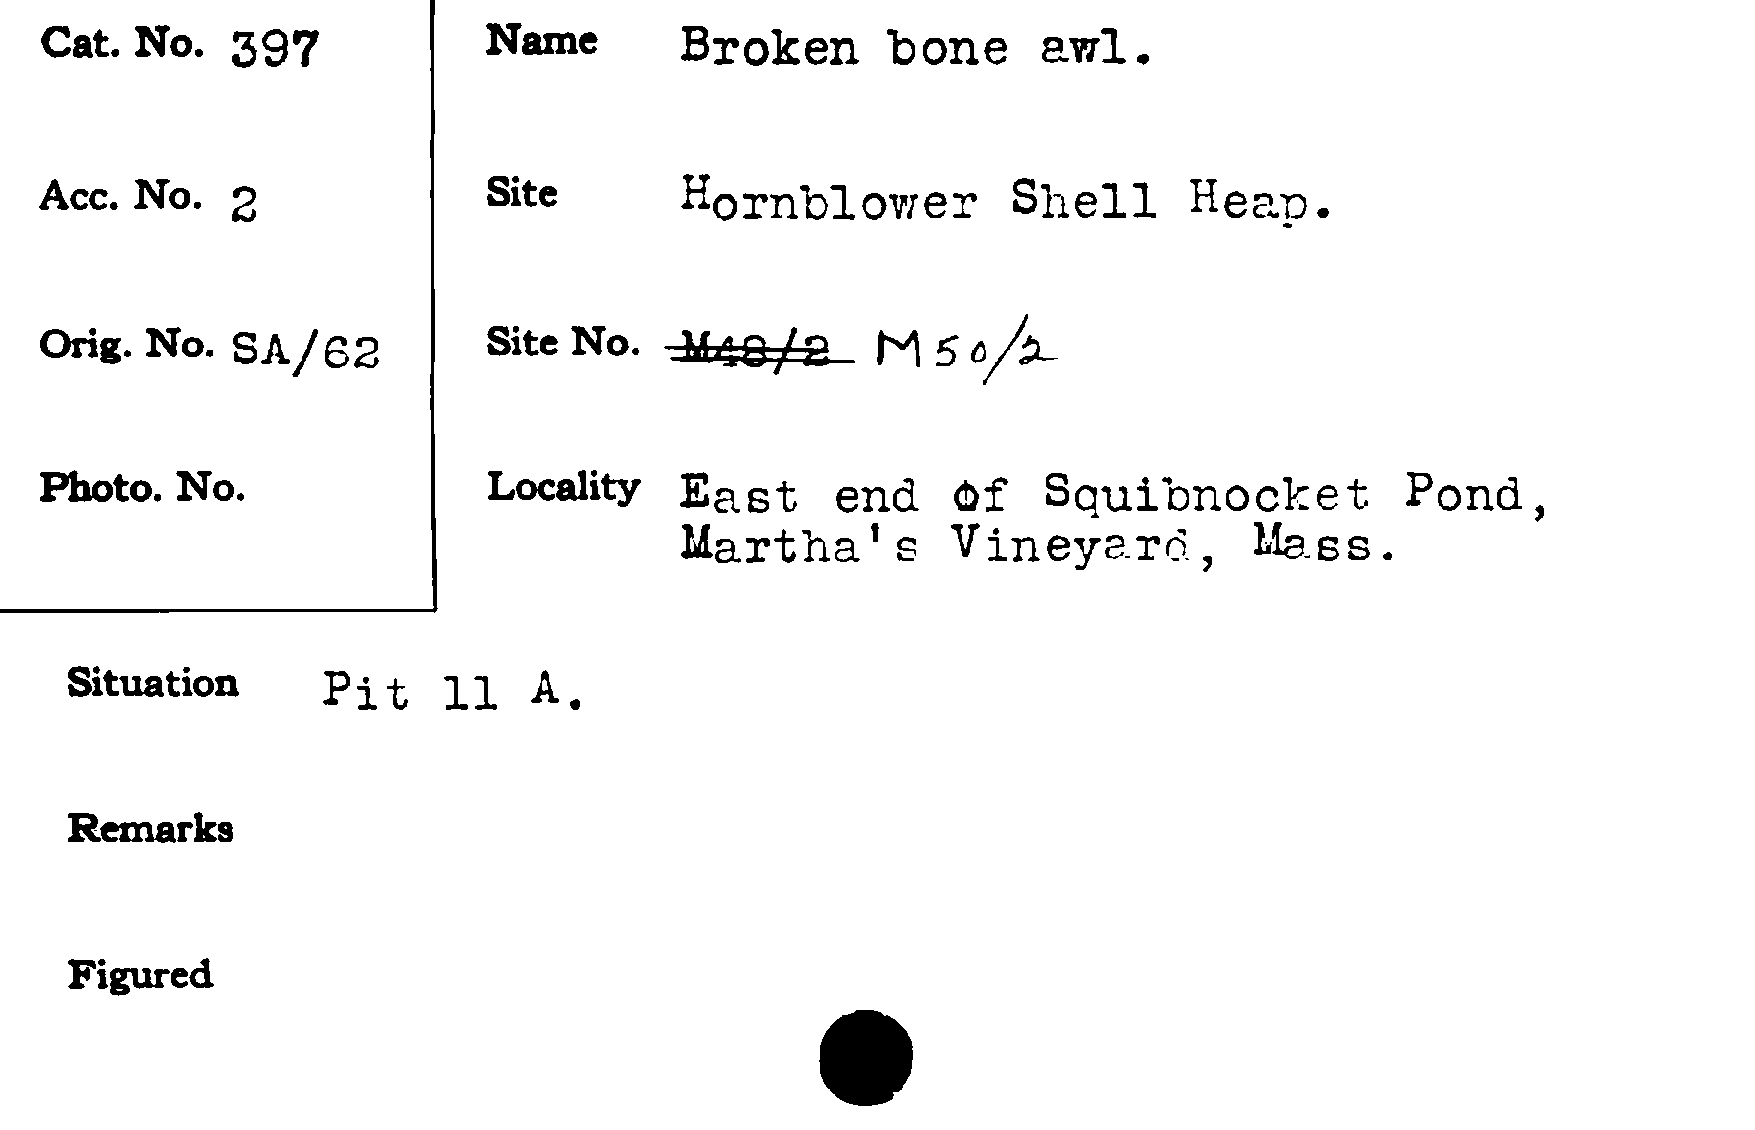 Cat. No. 397
Name Broken bone awl.
Acc. No. 2
Site Hornblower Shell Heap.
Orig. No. SA/62
Site No. M48/2 M50/2
Photo. No.
Locality East end of Squibnocket Pond,
Martha's Vineyard, Mass.
Situation Pit 11 A.
Remarks
Figured